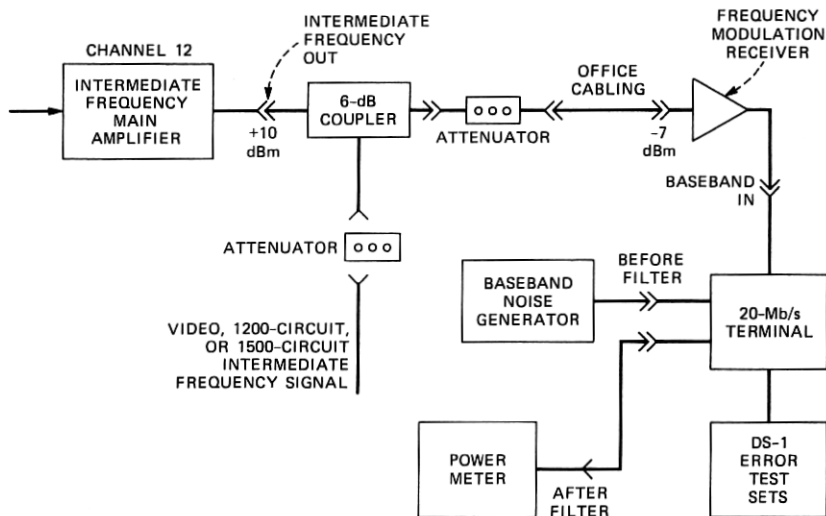 CHANNEL 12
INTERMEDIATE
FREQUENCY
MAIN
AMPLIFIER
INTERMEDIATE
FREQUENCY
OUT
+10
dBm
6-dB
COUPLER
ATTENUATOR
OFFICE
CABLING
-7
dBm
FREQUENCY
MODULATION
RECEIVER
BASEBAND
IN
ATTENUATOR
VIDEO, 1200-CIRCUIT,
OR 1500-CIRCUIT
INTERMEDIATE
FREQUENCY SIGNAL
BASEBAND
NOISE
GENERATOR
BEFORE
FILTER
20-Mb/s
TERMINAL
POWER
METER
AFTER
FILTER
DS-1
ERROR
TEST
SETS